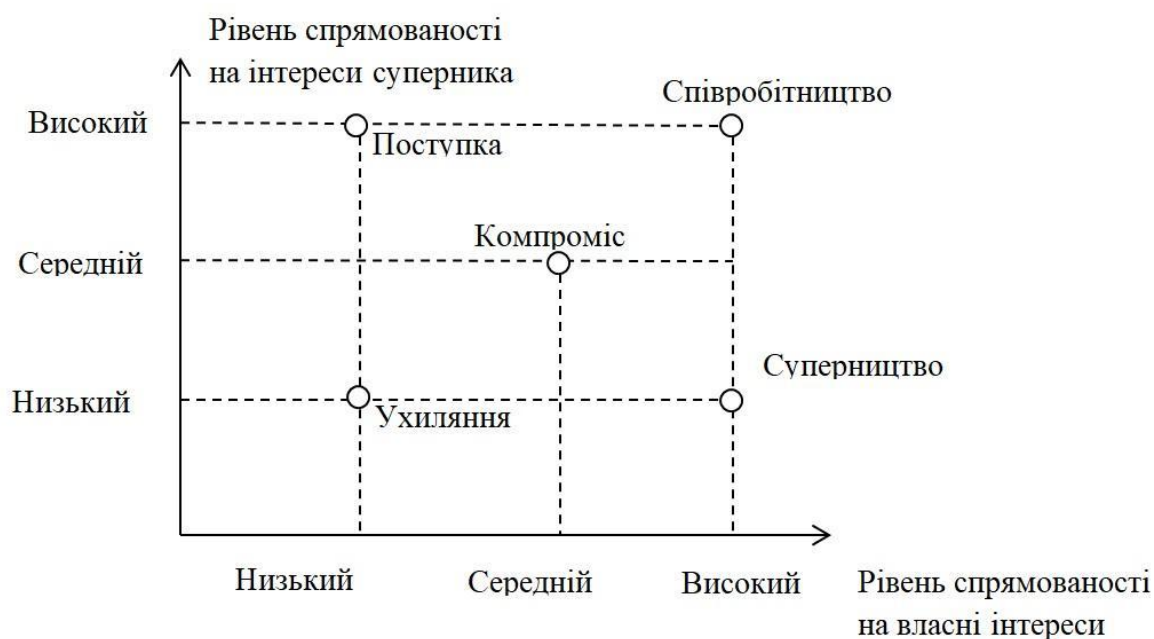 Рівень спрямованості
на інтереси суперника
Співробітництво
Високий
Поступка
Компроміс
Середній
Суперництво
Низький
Ухиляння
Низький
Середній
Високий
Рівень спрямованості
на власні інтереси